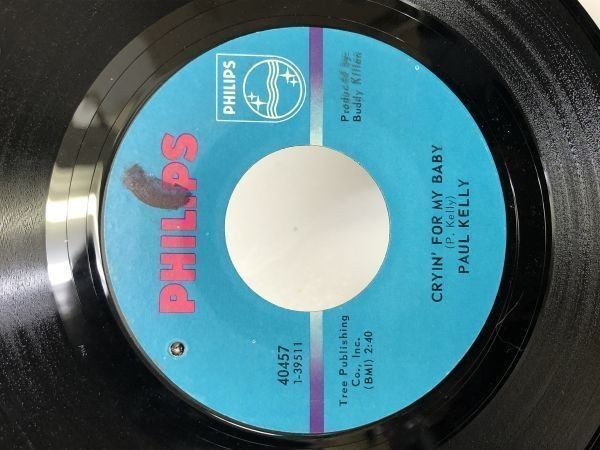 PHILIPS
PHILIPS
Produced by:
Buddy Killen
40457
1-39511
Tree Publishing
Co., Inc.
(BMI) 2:40
CRYIN' FOR MY BABY
(P. Kelly)
PAUL KELLY